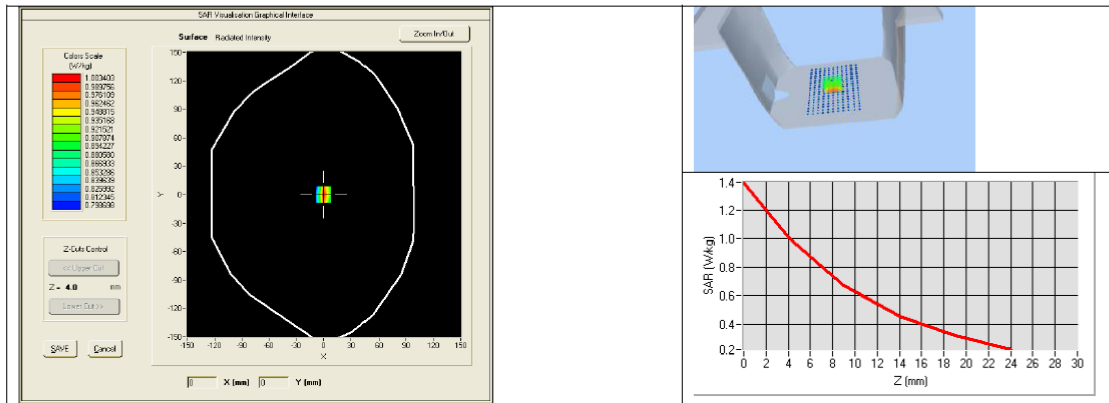 SAR Visualisation Graphical Interface
Surface Radiated Intensity
Zoom In/Out
Colors Scale
(W/kg)
1.003403
0.989756
0.976109
0.962462
0.948815
0.935168
0.921521
0.907874
0.894227
0.880580
0.866933
0.853286
0.839639
0.825992
0.812345
0.798698
Z-Cuts Control
<< Upper Cut
Z = 4.0 mm
Lower Cut >>
SAVE Cancel
150
120
90
60
30
0
-30
-60
-90
-120
-150
Y
-150 -120 -90 -60 -30 0 30 60 90 120 150
X
0 X (mm) 0 Y (mm)
1.4
1.2
1.0
0.8
0.6
0.4
0.2
SAR (W/kg)
0 2 4 6 8 10 12 14 16 18 20 22 24 26 28 30
Z (mm)